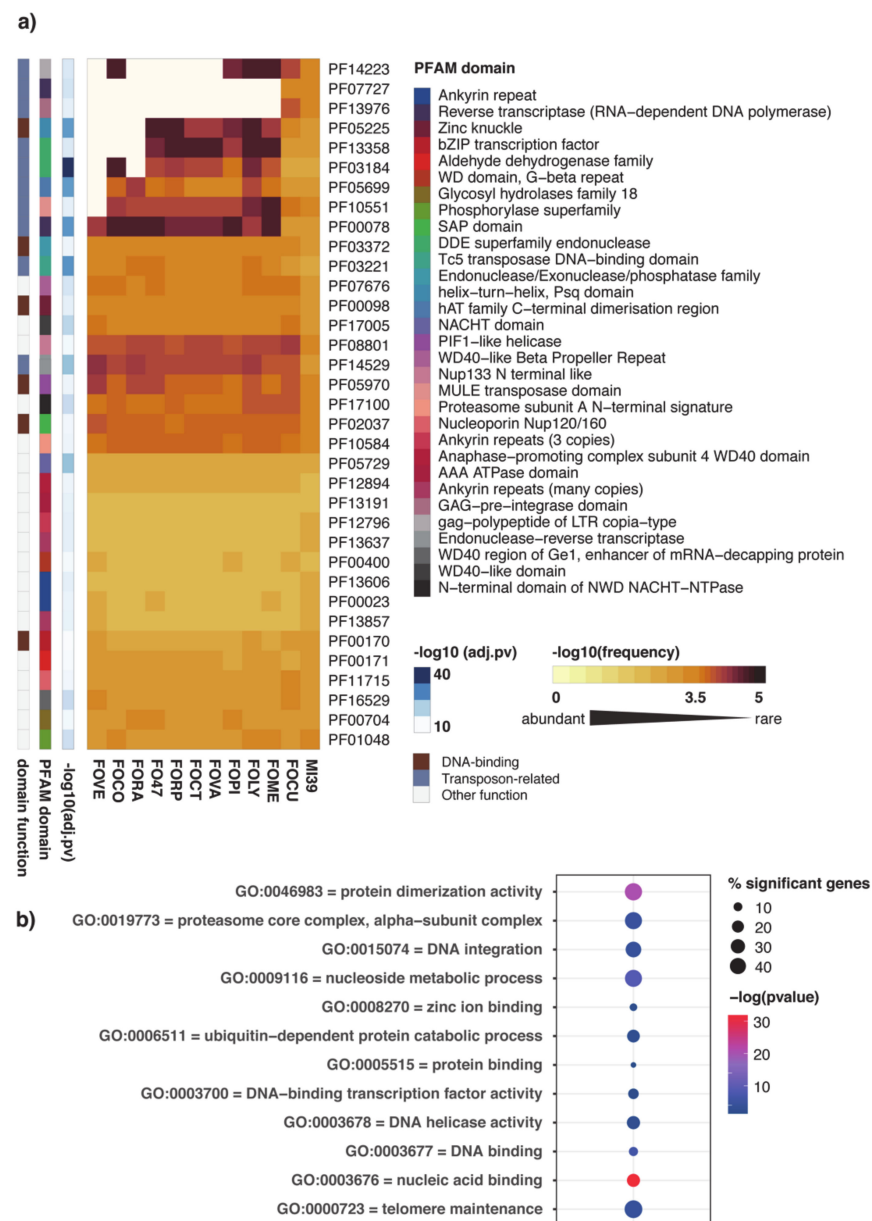 a)
PF14223
PF07727
PF13976
PF05225
PF13358
PF03184
PF05699
PF10551
PF00078
PF03372
PF03221
PF07676
PF00098
PF17005
PF08801
PF14529
PF05970
PF17100
PF02037
PF10584
PF05729
PF12894
PF13191
PF12796
PF13637
PF00400
PF13606
PF00023
PF13857
PF00170
PF00171
PF11715
PF16529
PF00704
PF01048
domain function
PFAM domain
-log10(adj.pv)
FOVE
FOCO
FORA
FO47
FORP
FOCT
FOVA
FOPI
FOLY
FOME
FOCU
MI39
PFAM domain
Ankyrin repeat
Reverse transcriptase (RNA-dependent DNA polymerase)
Zinc knuckle
bZIP transcription factor
Aldehyde dehydrogenase family
WD domain, G-beta repeat
Glycosyl hydrolases family 18
Phosphorylase superfamily
SAP domain
DDE superfamily endonuclease
Tc5 transposase DNA-binding domain
Endonuclease/Exonuclease/phosphatase family
helix-turn-helix, Psq domain
hAT family C-terminal dimerisation region
NACHT domain
PIF1-like helicase
WD40-like Beta Propeller Repeat
Nup133 N terminal like
MULE transposase domain
Proteasome subunit A N-terminal signature
Nucleoporin Nup120/160
Ankyrin repeats (3 copies)
Anaphase-promoting complex subunit 4 WD40 domain
AAA ATPase domain
Ankyrin repeats (many copies)
GAG-pre-integrase domain
gag-polypeptide of LTR copia-type
Endonuclease-reverse transcriptase
WD40 region of Ge1, enhancer of mRNA-decapping protein
WD40-like domain
N-terminal domain of NWD NACHT-NTPase
-log10 (adj.pv)
40
10
-log10(frequency)
0 3.5 5
abundant rare
DNA-binding
Transposon-related
Other function
b)
GO:0046983 = protein dimerization activity
GO:0019773 = proteasome core complex, alpha-subunit complex
GO:0015074 = DNA integration
GO:0009116 = nucleoside metabolic process
GO:0008270 = zinc ion binding
GO:0006511 = ubiquitin-dependent protein catabolic process
GO:0005515 = protein binding
GO:0003700 = DNA-binding transcription factor activity
GO:0003678 = DNA helicase activity
GO:0003677 = DNA binding
GO:0003676 = nucleic acid binding
GO:0000723 = telomere maintenance
% significant genes
10
20
30
40
-log(pvalue)
30
20
10